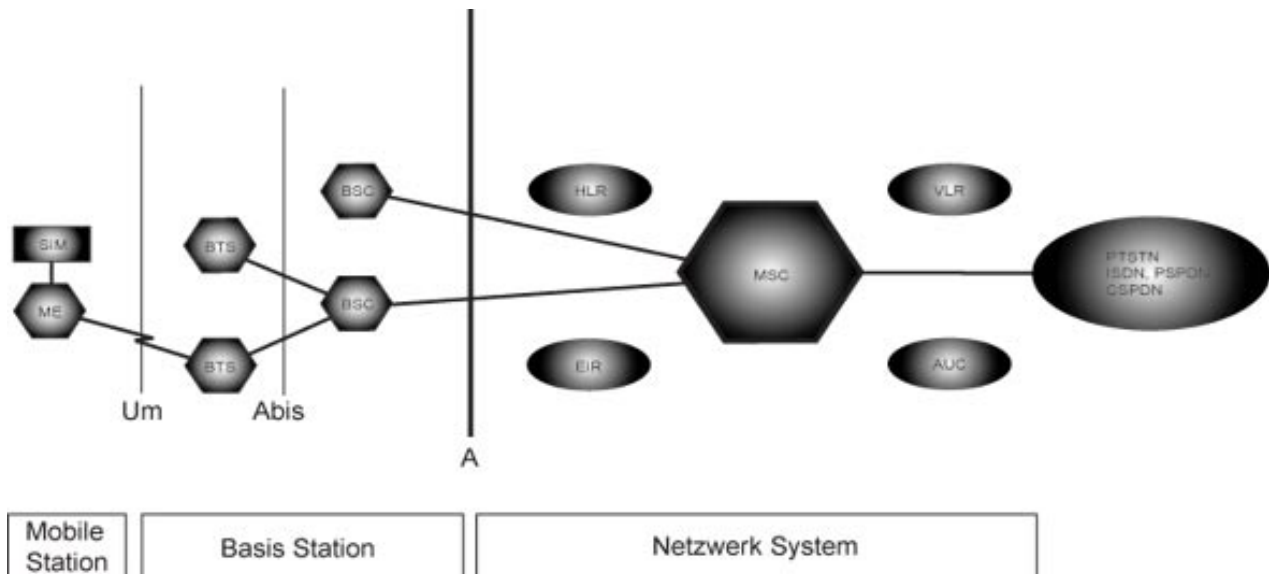 BSC
HLR
VLR
SIM
BTS
MSC
PTSTN
ISDN, PSPDN
CSPDN
ME
BSC
BTS
EIR
AUC
Um
Abis
A
Mobile
Station
Basis Station
Netzwerk System